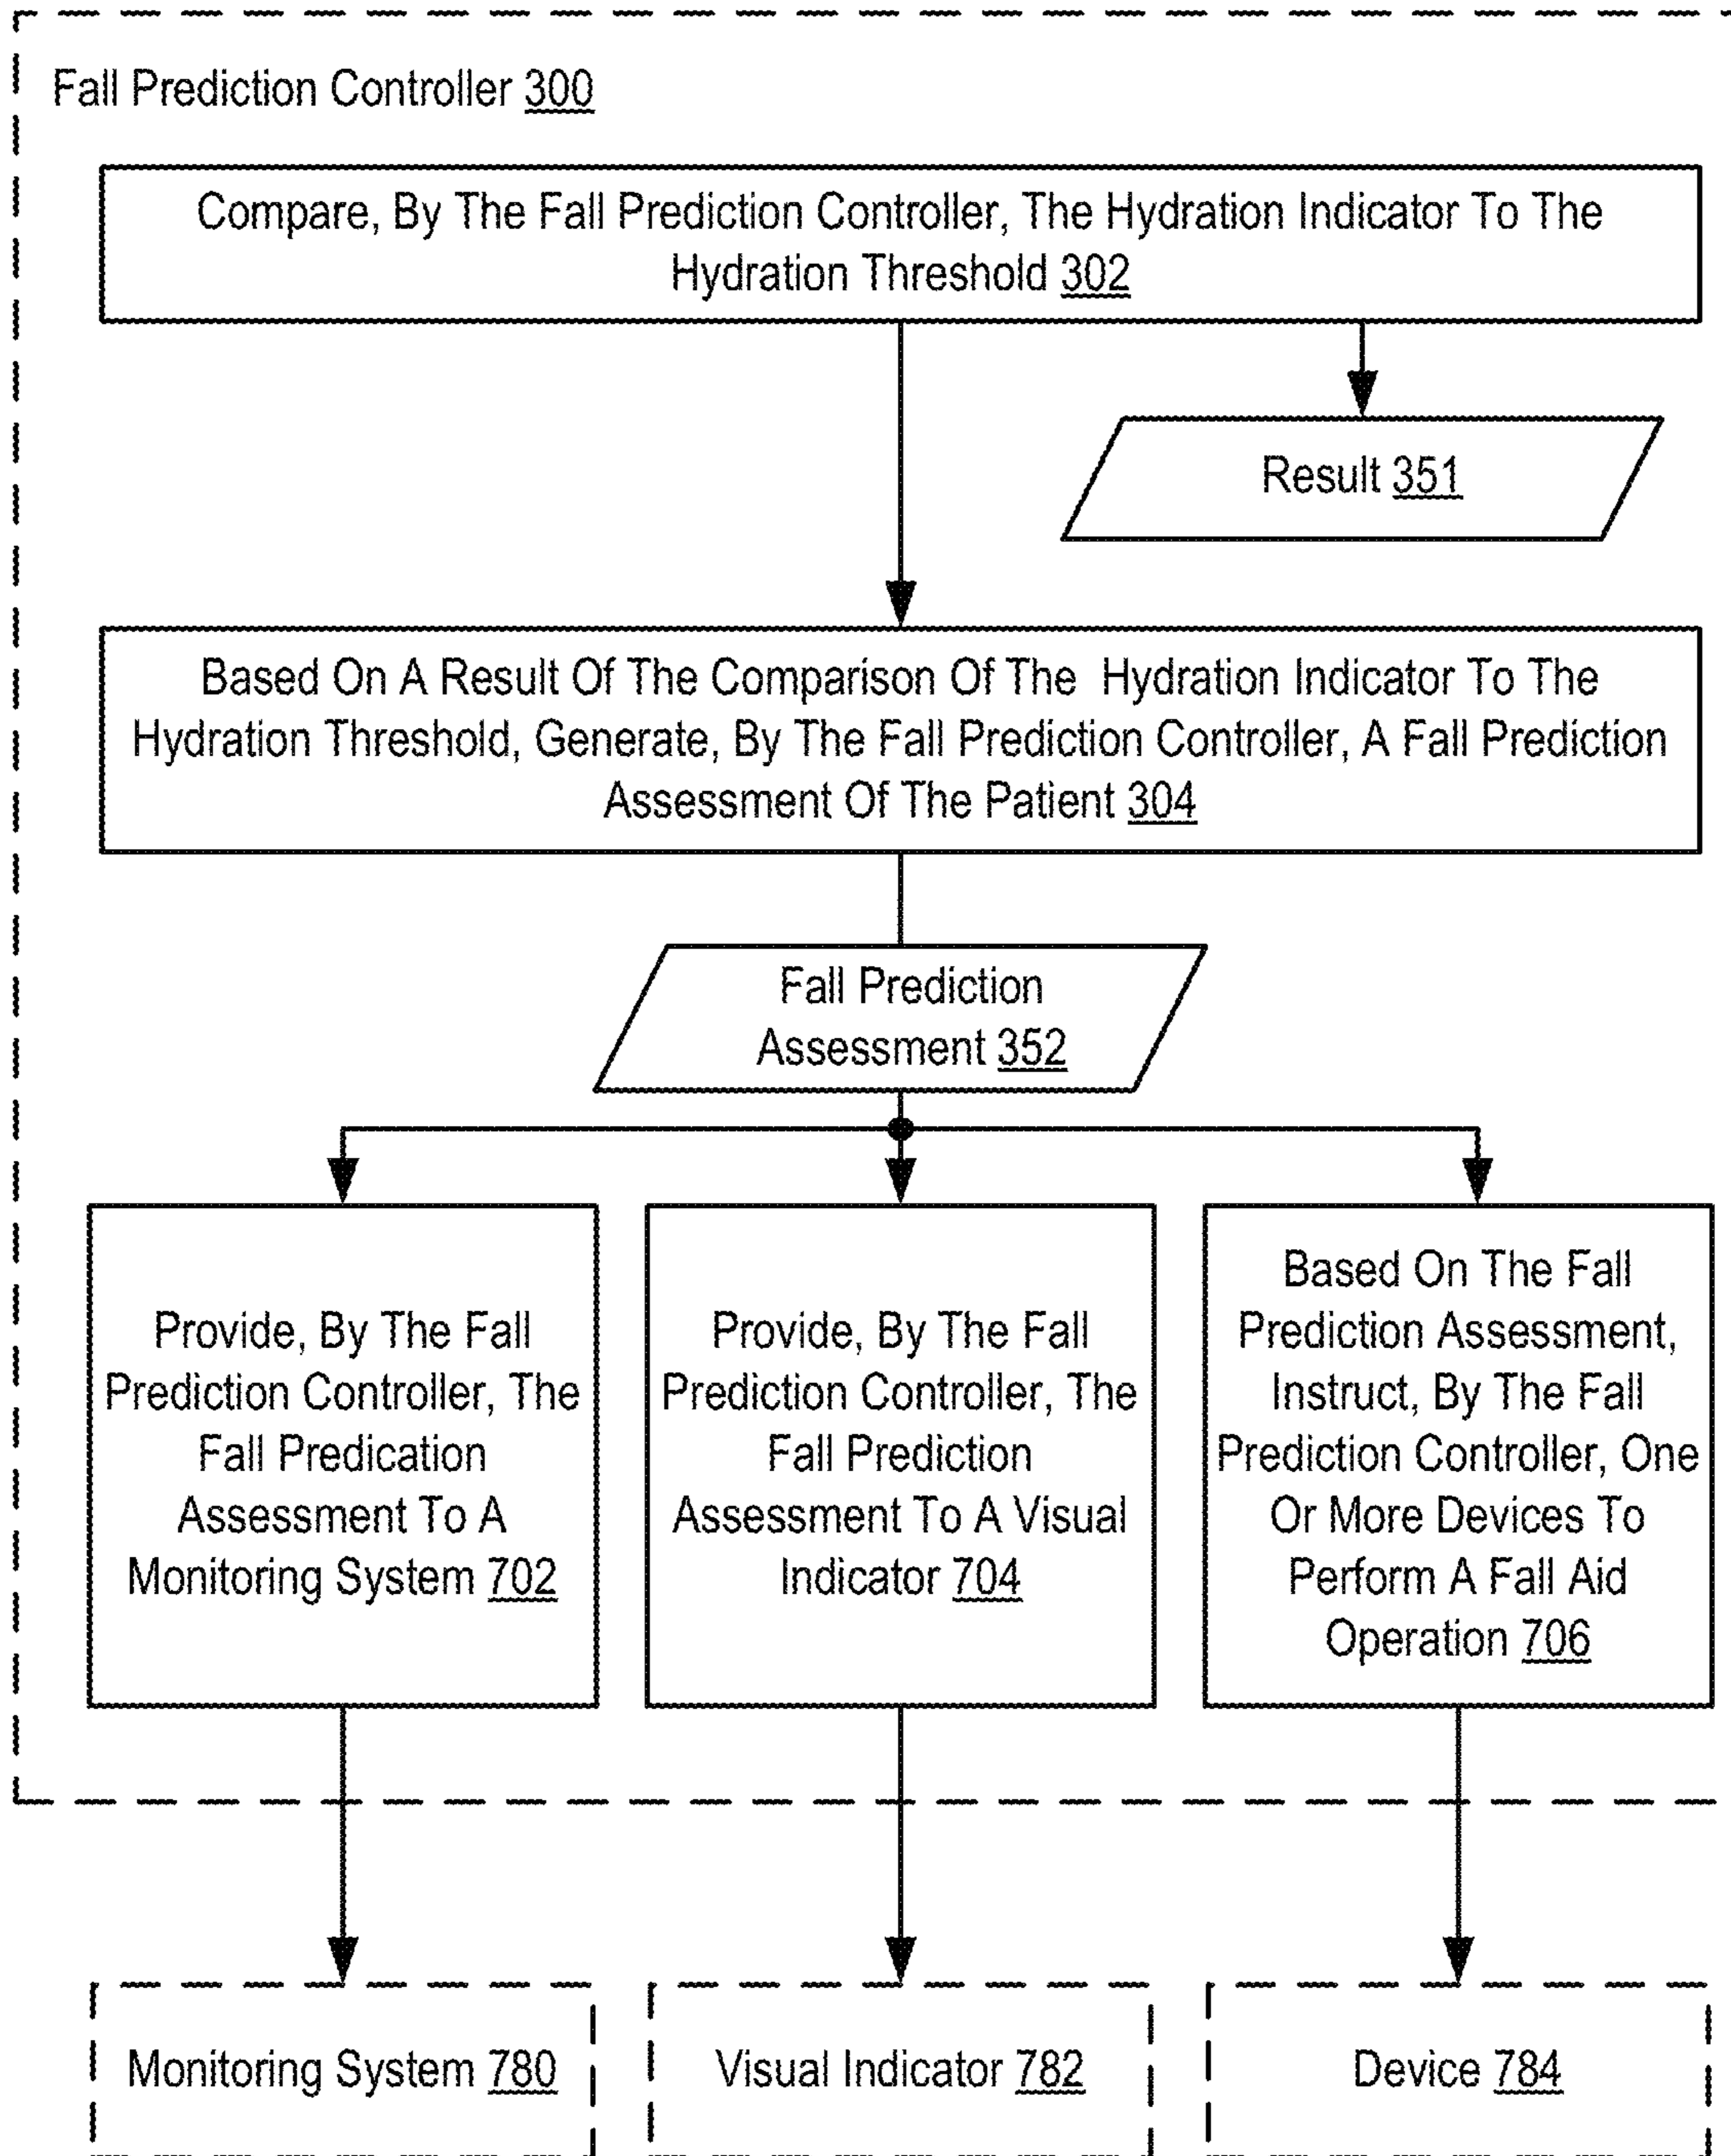 Fall Prediction Controller 300
Compare, By The Fall Prediction Controller, The Hydration Indicator To The
Hydration Threshold 302
Result 351
Based On A Result Of The Comparison Of The Hydration Indicator To The
Hydration Threshold, Generate, By The Fall Prediction Controller, A Fall Prediction
Assessment Of The Patient 304
Fall Prediction
Assessment 352
Provide, By The Fall
Prediction Controller, The
Fall Predication
Assessment To A
Monitoring System 702
Provide, By The Fall
Prediction Controller, The
Fall Prediction
Assessment To A Visual
Indicator 704
Based On The Fall
Prediction Assessment,
Instruct, By The Fall
Prediction Controller, One
Or More Devices To
Perform A Fall Aid
Operation 706
Monitoring System 780
Visual Indicator 782
Device 784